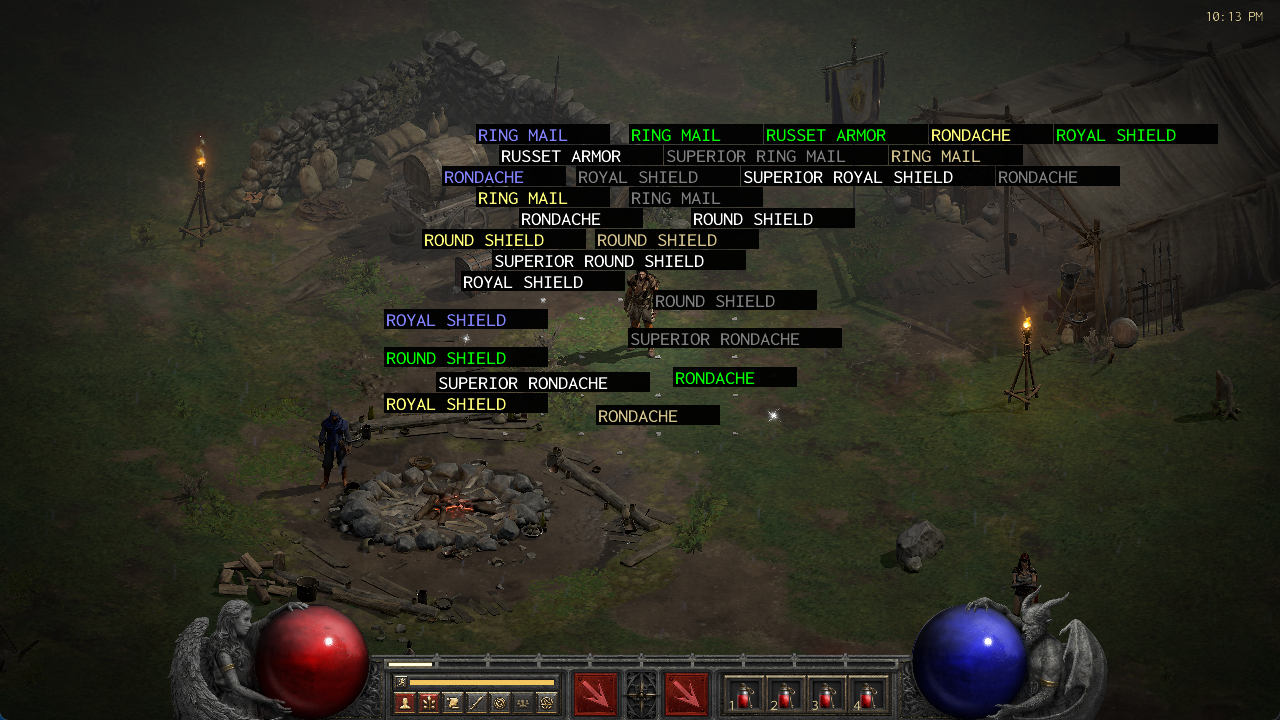 10:13 PM
RING MAIL RING MAIL RUSSET ARMOR RONDACHE ROYAL SHIELD
RUSSET ARMOR SUPERIOR RING MAIL RING MAIL
RONDACHE ROYAL SHIELD SUPERIOR ROYAL SHIELD RONDACHE
RING MAIL RING MAIL
RONDACHE ROUND SHIELD
ROUND SHIELD ROUND SHIELD
SUPERIOR ROUND SHIELD
ROYAL SHIELD
ROUND SHIELD
ROYAL SHIELD
SUPERIOR RONDACHE
ROUND SHIELD
RONDACHE
SUPERIOR RONDACHE
ROYAL SHIELD
RONDACHE
1 2 3 4